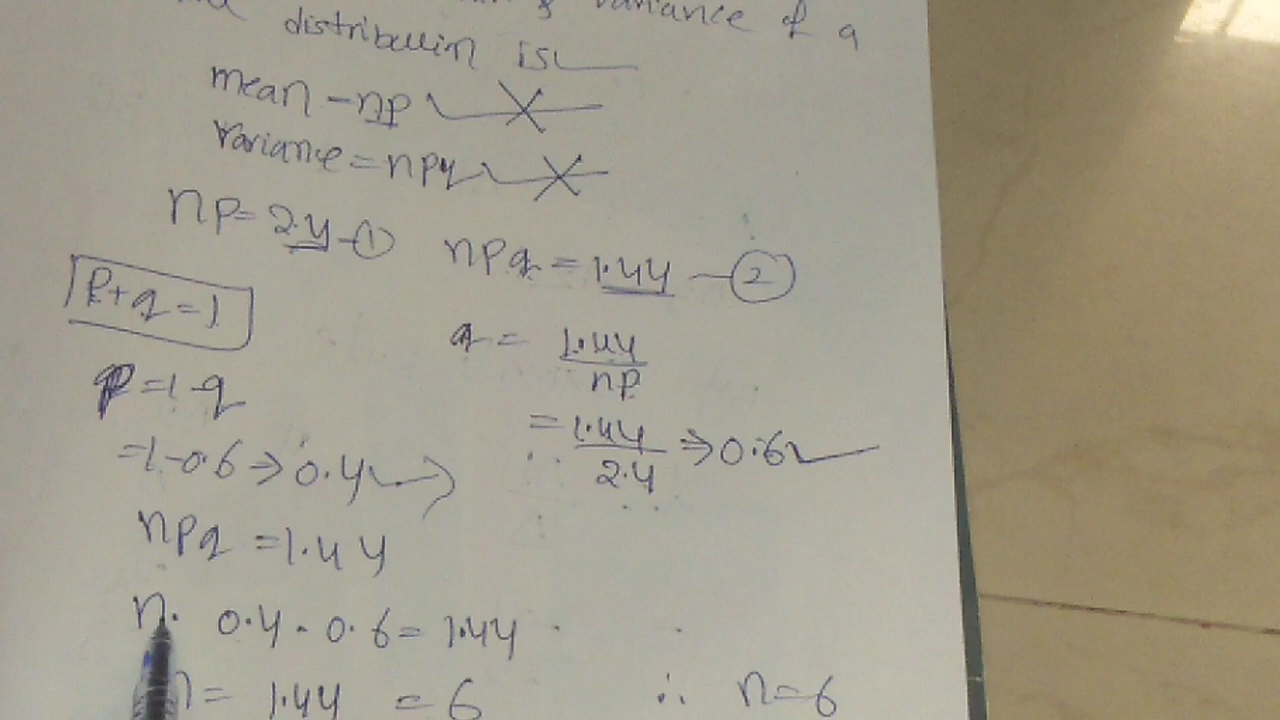 variance of a
distribution is
mean - np
Variance = npq
np = 2.4 - ①
npq = 1.44 — ②
p+q=1
q = 1.44
np
p = 1-q
= 1.44 ⇒ 0.6
2.4
=1-0.6 ⇒ 0.4
npq = 1.44
n. 0.4 . 0.6 = 1.44
n = 1.44 = 6 ∴ n=6